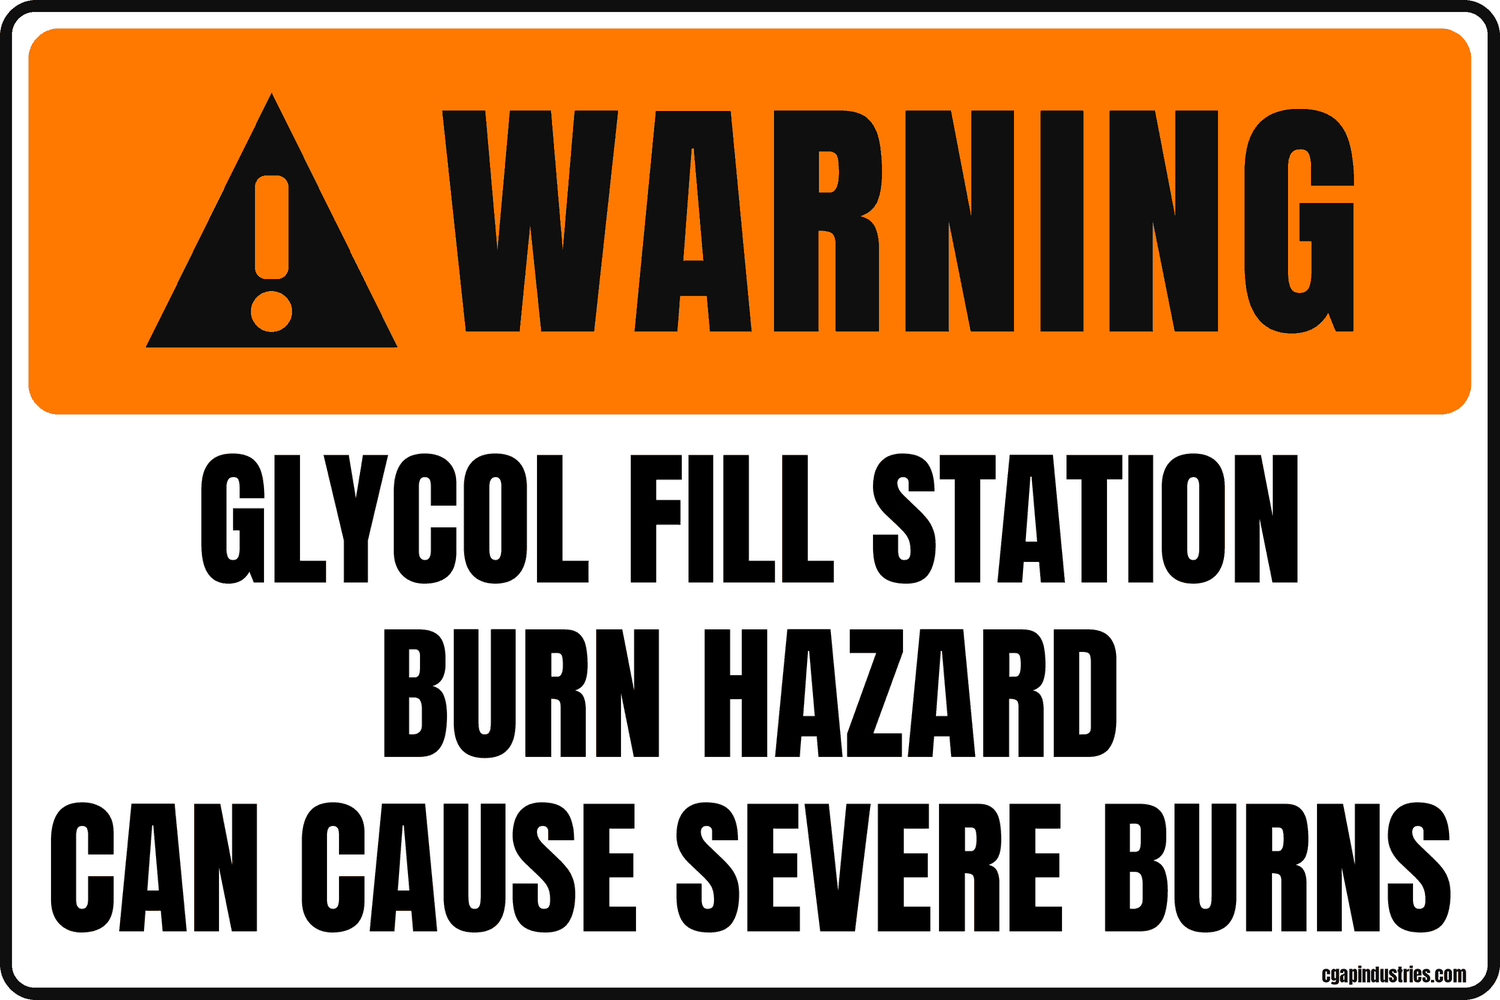 WARNING
GLYCOL FILL STATION
BURN HAZARD
CAN CAUSE SEVERE BURNS
cgapindustries.com